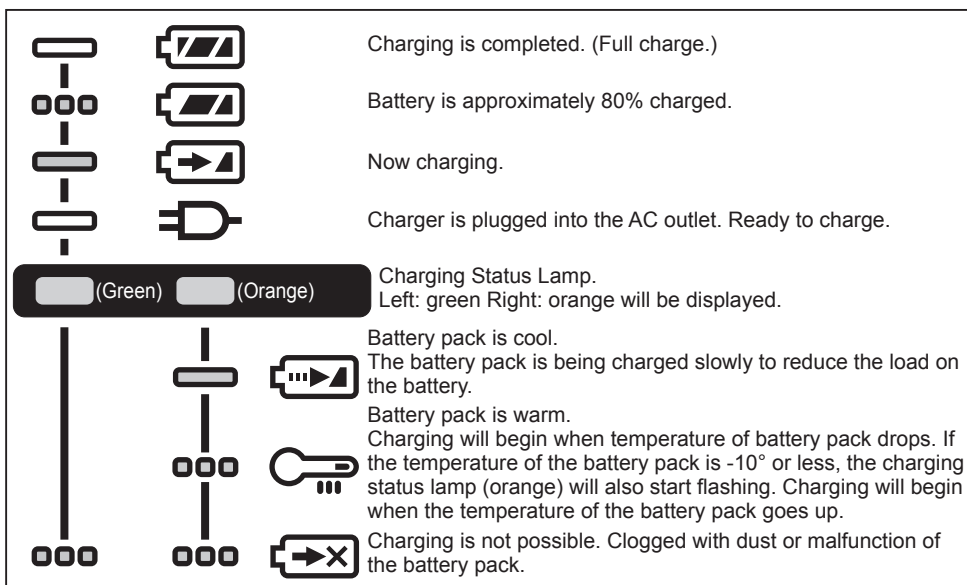 Charging is completed. (Full charge.)
Battery is approximately 80% charged.
Now charging.
Charger is plugged into the AC outlet. Ready to charge.
(Green) (Orange)
Charging Status Lamp.
Left: green Right: orange will be displayed.
Battery pack is cool.
The battery pack is being charged slowly to reduce the load on
the battery.
Battery pack is warm.
Charging will begin when temperature of battery pack drops. If
the temperature of the battery pack is -10° or less, the charging
status lamp (orange) will also start flashing. Charging will begin
when the temperature of the battery pack goes up.
Charging is not possible. Clogged with dust or malfunction of
the battery pack.